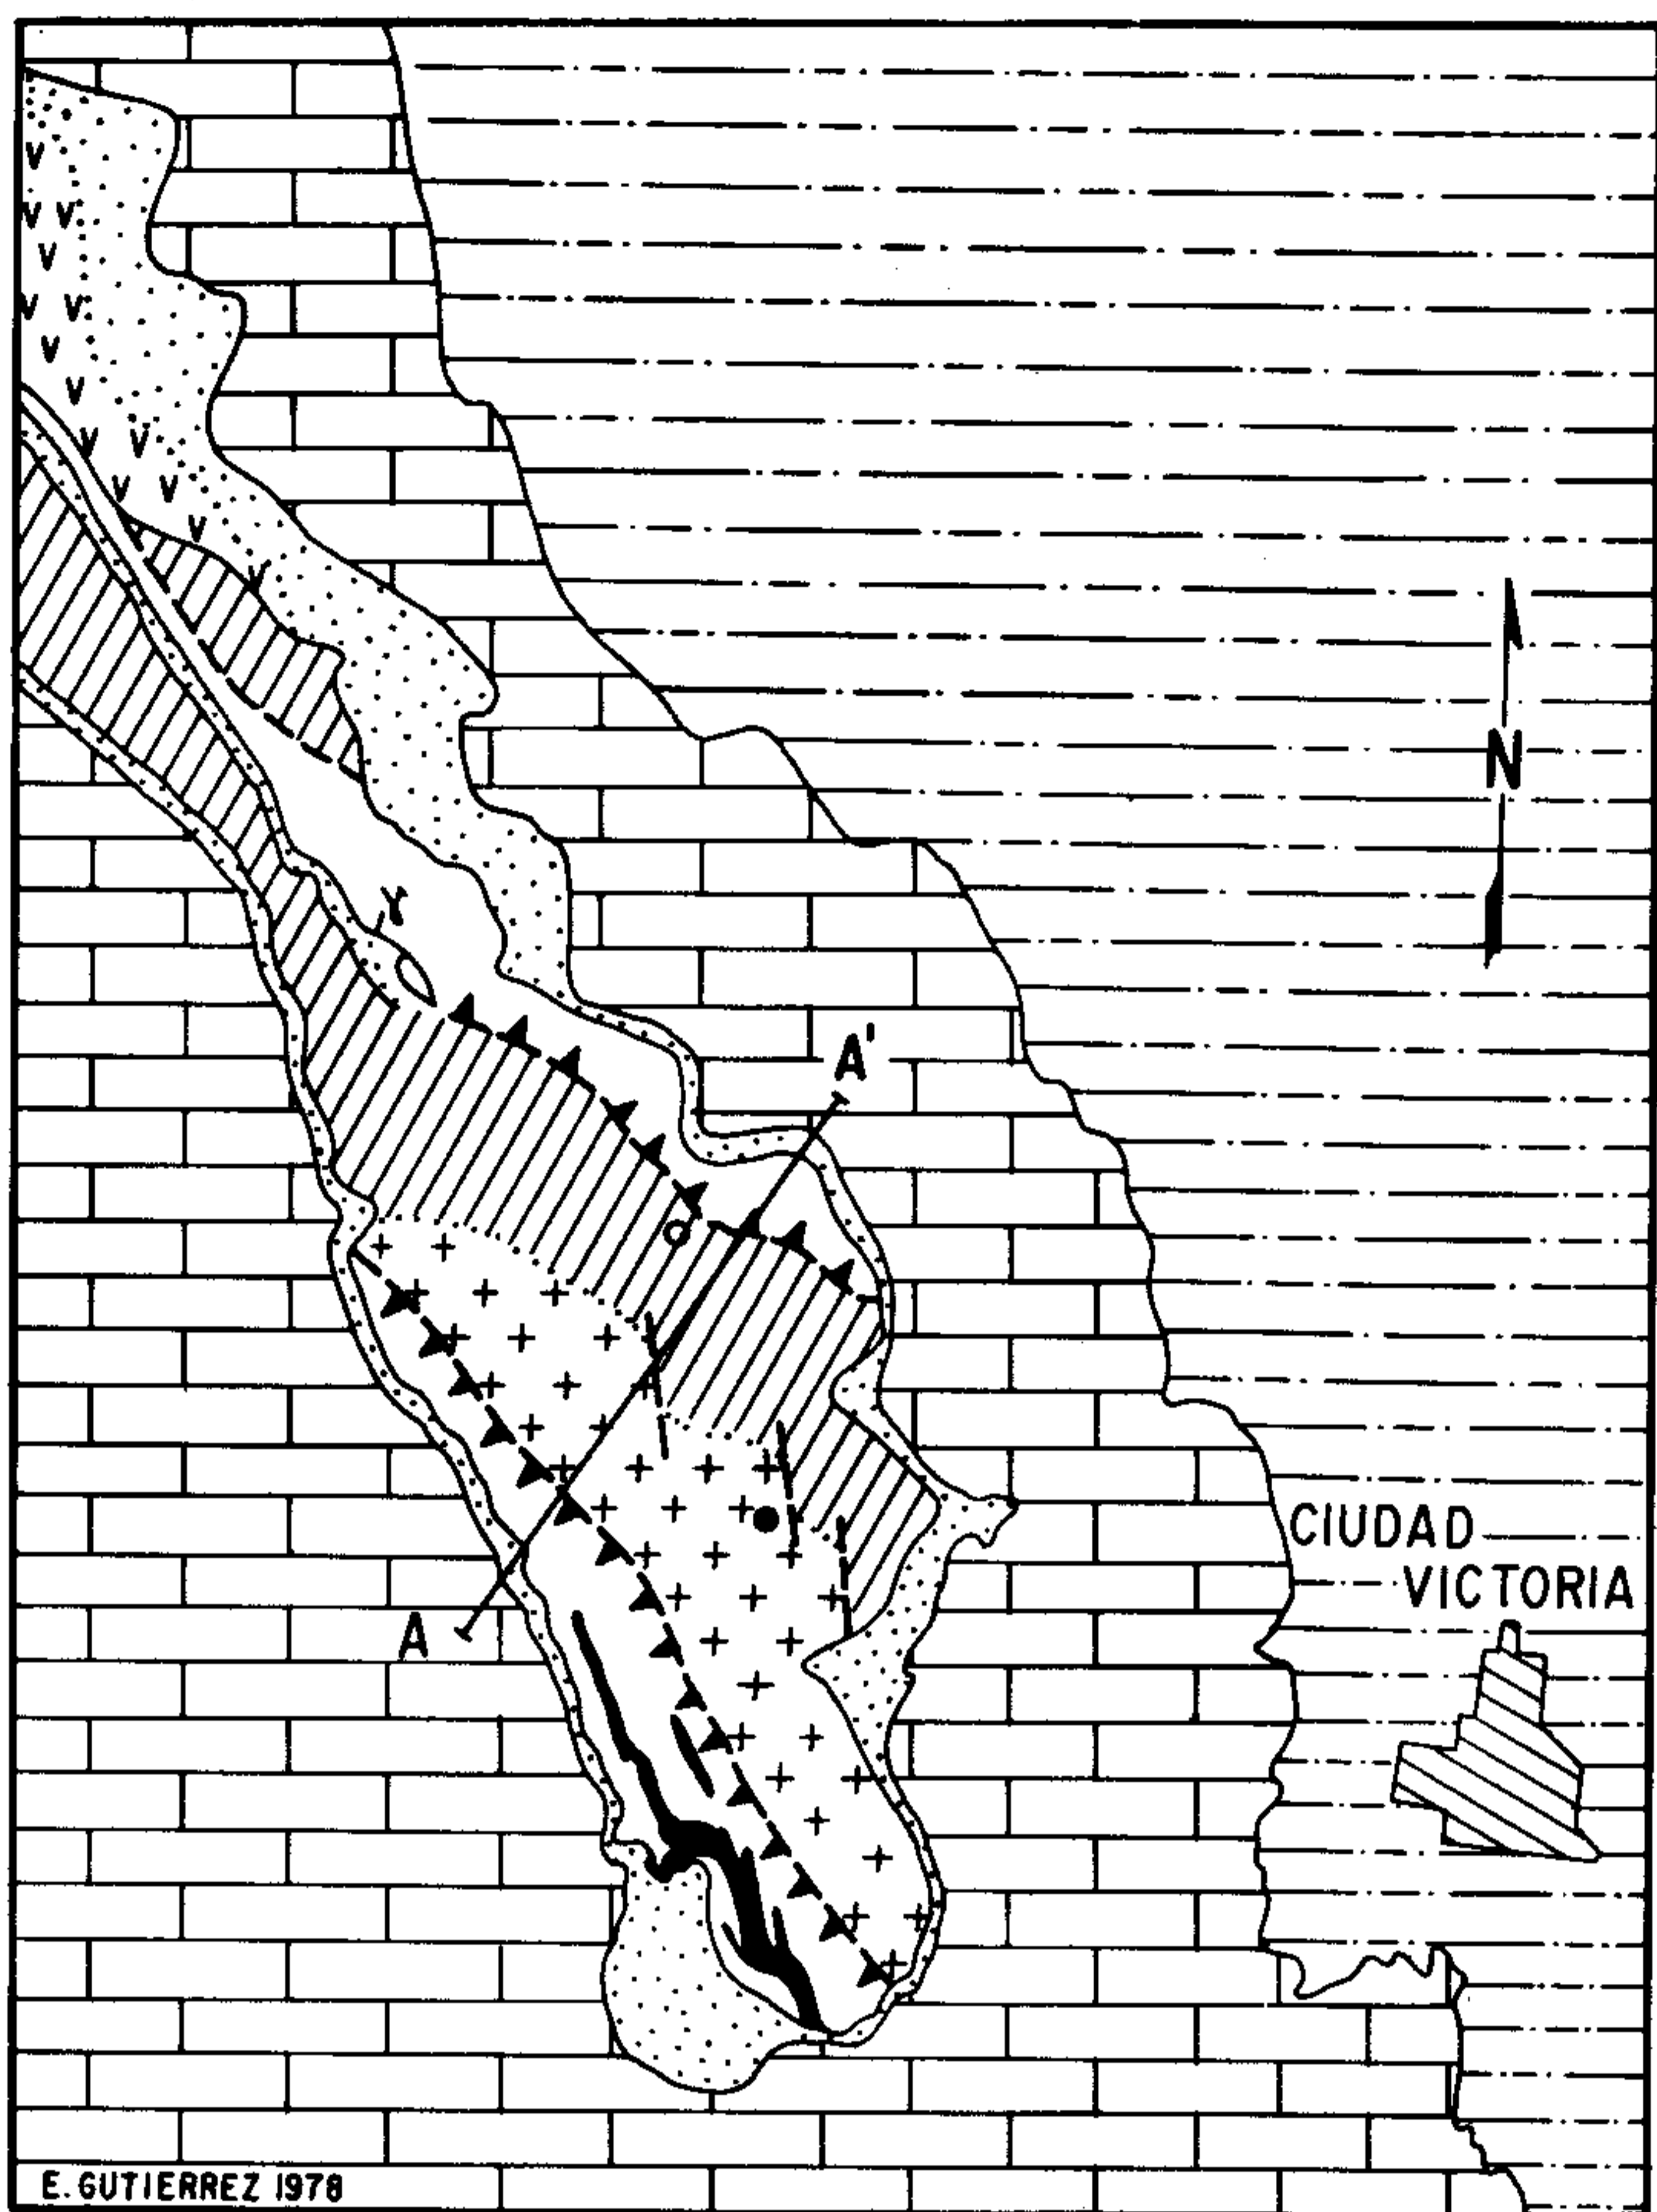 A'
N
CIUDAD
VICTORIA
A
E. GUTIERREZ 1978